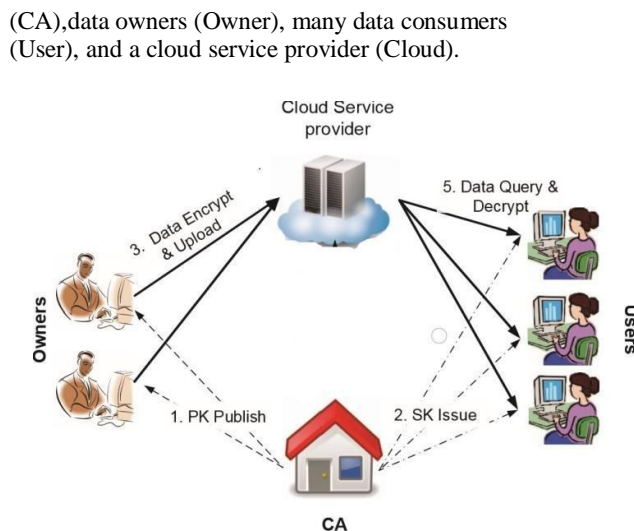 (CA),data owners (Owner), many data consumers
(User), and a cloud service provider (Cloud).
Cloud Service
provider
5. Data Query &
Decrypt
3. Data Encrypt
& Upload
Owners
Users
1. PK Publish
2. SK Issue
CA